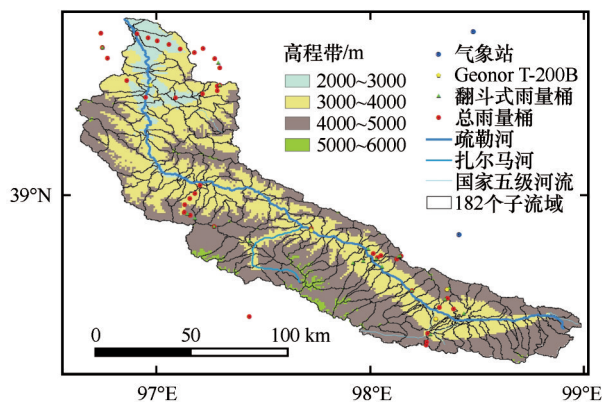 高程带/m
2000~3000
3000~4000
4000~5000
5000~6000
气象站
Geonor T-200B
翻斗式雨量桶
总雨量桶
疏勒河
扎尔马河
国家五级河流
182个子流域
39°N
0 50 100 km
97°E 98°E 99°E